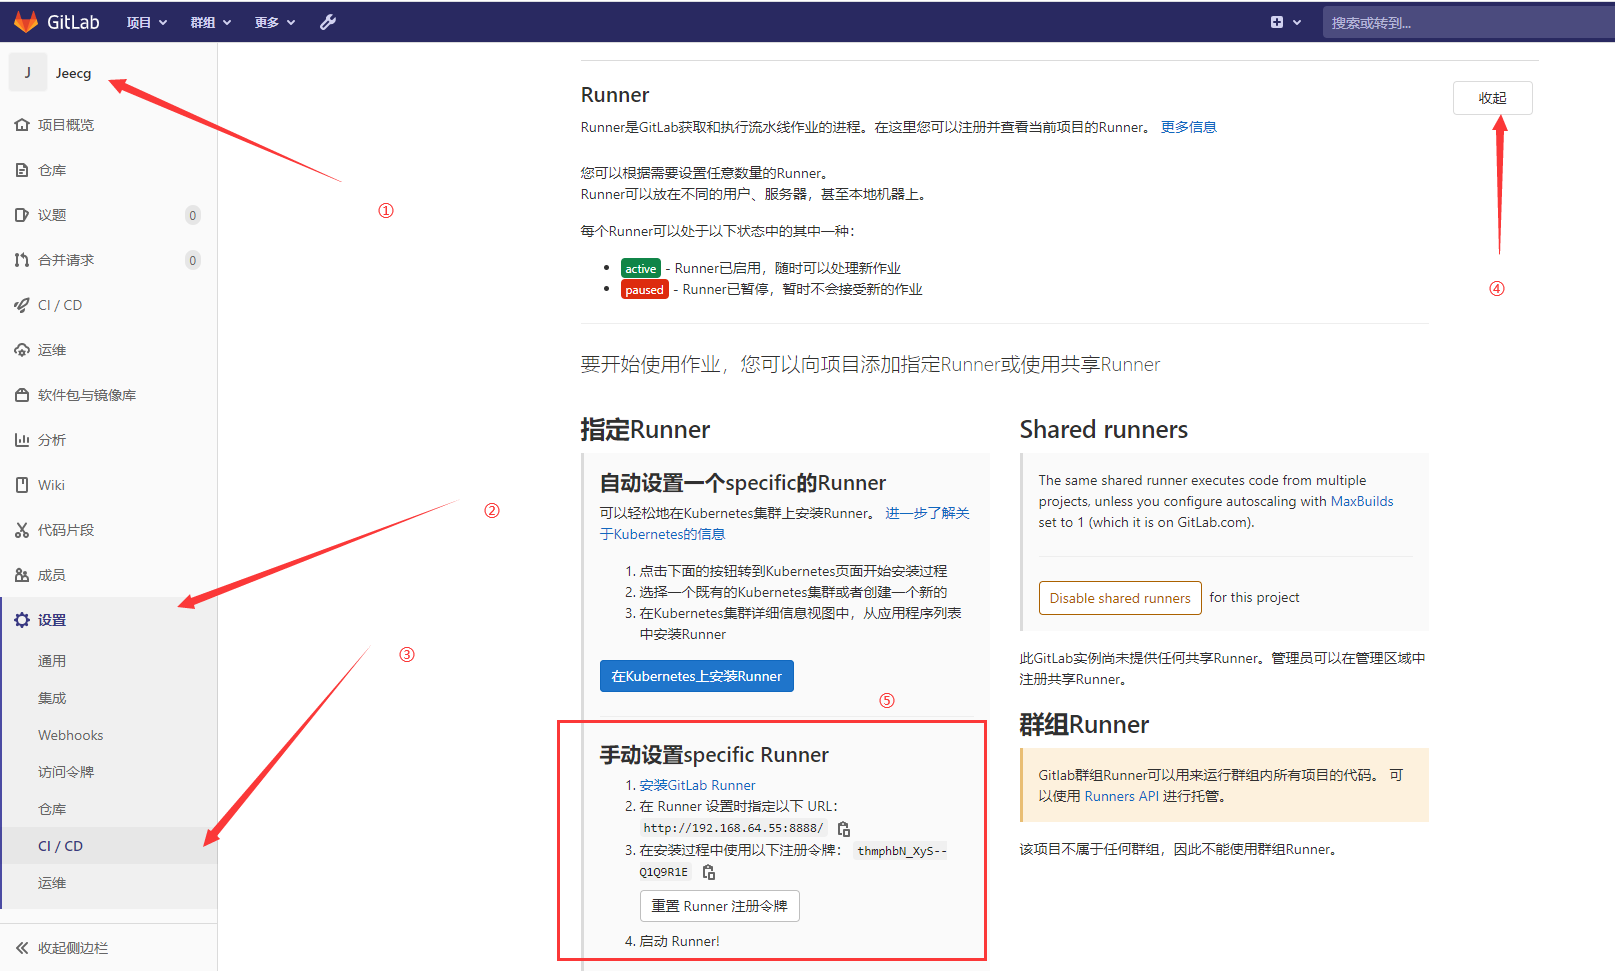 GitLab 项目 群组 更多 搜索或转到...
J Jeecg
项目概览
仓库
议题 0
合并请求 0
CI / CD
运维
软件包与镜像库
分析
Wiki
代码片段
成员
设置
通用
集成
Webhooks
访问令牌
仓库
CI / CD
运维
收起侧边栏
①
②
③
④
⑤
Runner
收起
Runner是GitLab获取和执行流水线作业的进程。在这里您可以注册并查看当前项目的Runner。 更多信息
您可以根据需要设置任意数量的Runner。
Runner可以放在不同的用户、服务器，甚至本地机器上。
每个Runner可以处于以下状态中的其中一种：
active - Runner已启用，随时可以处理新作业
paused - Runner已暂停，暂时不会接受新的作业
要开始使用作业，您可以向项目添加指定Runner或使用共享Runner
指定Runner
自动设置一个specific的Runner
可以轻松地在Kubernetes集群上安装Runner。 进一步了解关
于Kubernetes的信息
1. 点击下面的按钮转到Kubernetes页面开始安装过程
2. 选择一个既有的Kubernetes集群或者创建一个新的
3. 在Kubernetes集群详细信息视图中，从应用程序列表
中安装Runner
在Kubernetes上安装Runner
手动设置specific Runner
1. 安装GitLab Runner
2. 在 Runner 设置时指定以下 URL：
http://192.168.64.55:8888/
3. 在安装过程中使用以下注册令牌： thmphbN_XyS--
Q1Q9R1E
重置 Runner 注册令牌
4. 启动 Runner!
Shared runners
The same shared runner executes code from multiple
projects, unless you configure autoscaling with MaxBuilds
set to 1 (which it is on GitLab.com).
Disable shared runners for this project
此GitLab实例尚未提供任何共享Runner。管理员可以在管理区域中
注册共享Runner。
群组Runner
Gitlab群组Runner可以用来运行群组内所有项目的代码。 可
以使用 Runners API 进行托管。
该项目不属于任何群组，因此不能使用群组Runner。